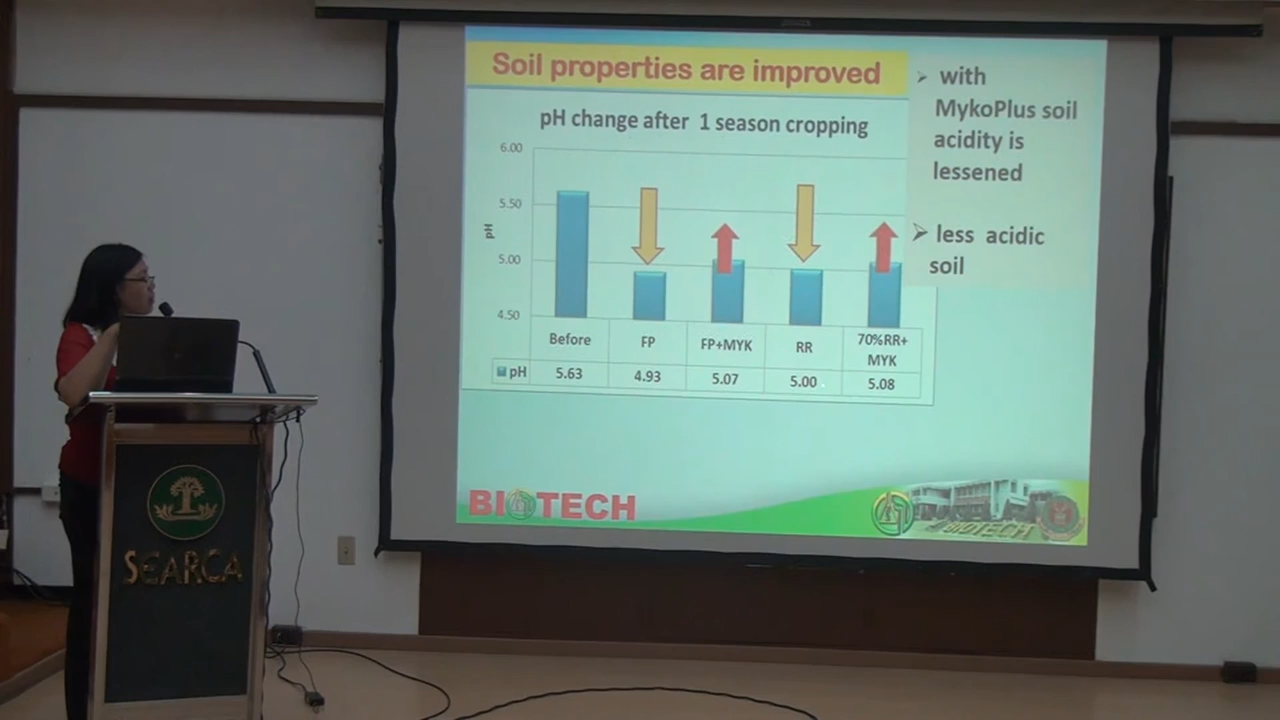 Soil properties are improved
pH change after 1 season cropping
6.00
5.50
5.00
4.50
pH
Before
FP
FP+MYK
RR
70%RR+
MYK
pH
5.63
4.93
5.07
5.00
5.08
➢ with
MykoPlus soil
acidity is
lessened
➢ less acidic
soil
BIOTECH
BIOTECH
SEARCA